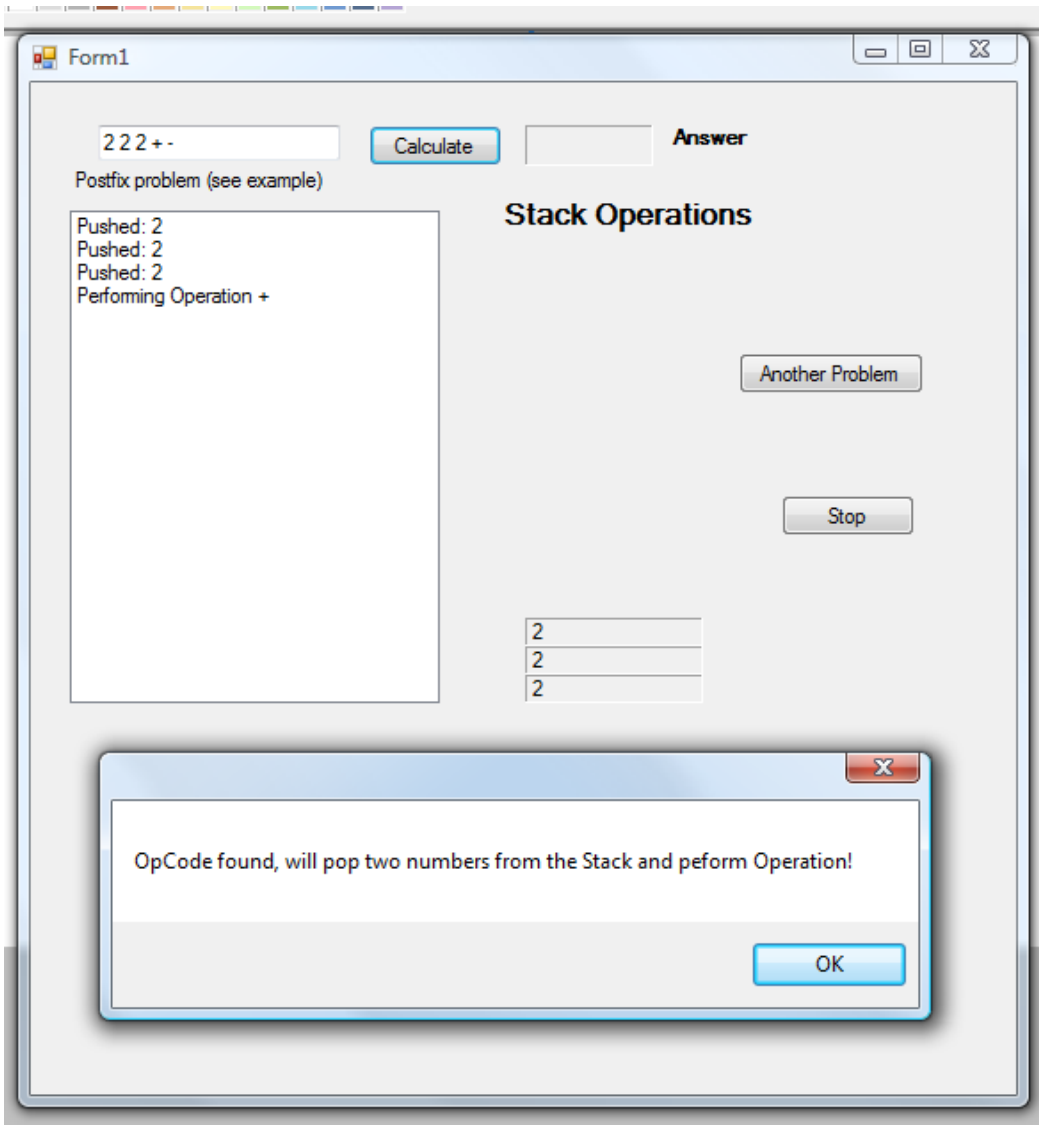 Form1
2 2 2 + -
Calculate
Answer
Postfix problem (see example)
Stack Operations
Pushed: 2
Pushed: 2
Pushed: 2
Performing Operation +
Another Problem
Stop
2
2
2
OpCode found, will pop two numbers from the Stack and peform Operation!
OK